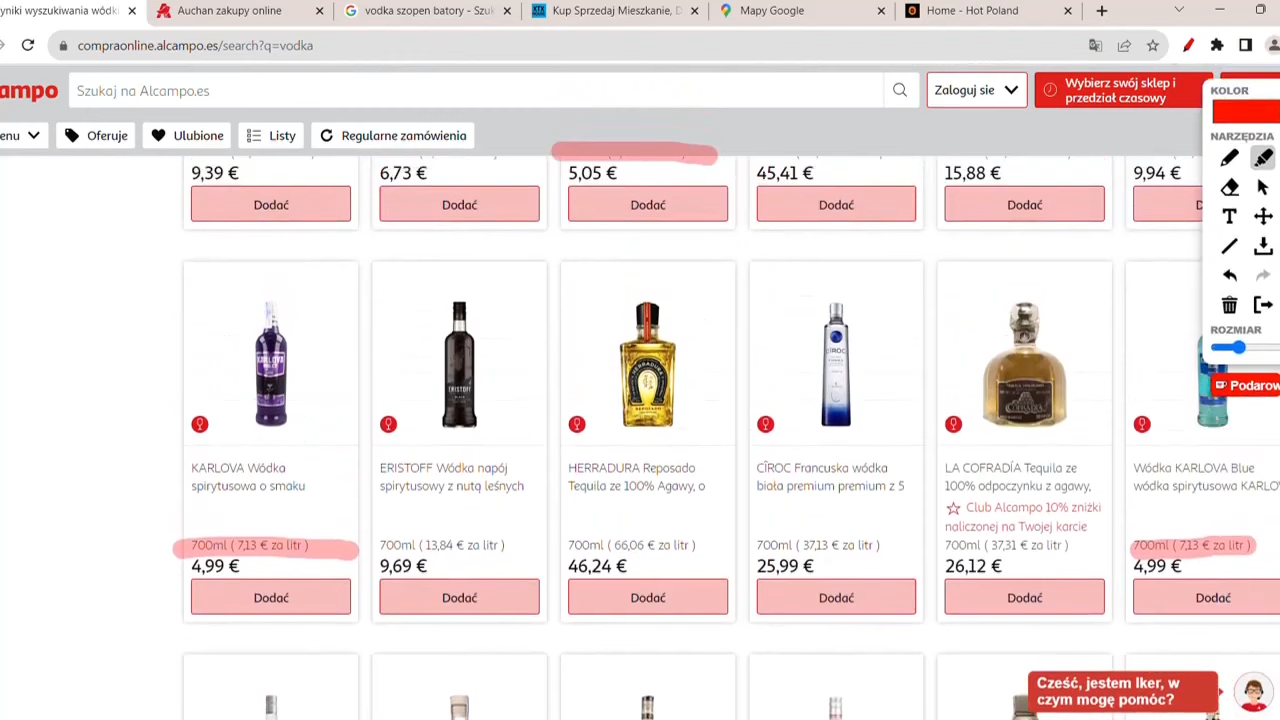 yniki wyszukiwania wódki
Auchan zakupy online
vodka szopen batory - Szuk
Kup Sprzedaj Mieszkanie, D
Mapy Google
Home - Hot Poland
compraonline.alcampo.es/search?q=vodka
ampo
Szukaj na Alcampo.es
Zaloguj sie
Wybierz swój sklep i
przedział czasowy
enu
Oferuje
Ulubione
Listy
Regularne zamówienia
KOLOR
NARZĘDZIA
ROZMIAR
Podarow
9,39 €
6,73 €
5,05 €
45,41 €
15,88 €
9,94 €
Dodać
Dodać
Dodać
Dodać
Dodać
KARLOVA
ERISTOFF
HERRADURA
CÎROC
COFRADIA
KARLOVA Wódka
spirytusowa o smaku
700ml ( 7,13 € za litr )
4,99 €
Dodać
ERISTOFF Wódka napój
spirytusowy z nutą leśnych
700ml ( 13,84 € za litr )
9,69 €
Dodać
HERRADURA Reposado
Tequila ze 100% Agawy, o
700ml ( 66,06 € za litr )
46,24 €
Dodać
CÎROC Francuska wódka
biała premium premium z 5
700ml ( 37,13 € za litr )
25,99 €
Dodać
LA COFRADÍA Tequila ze
100% odpoczynku z agawy,
Club Alcampo 10% zniżki
naliczonej na Twojej karcie
700ml ( 37,31 € za litr )
26,12 €
Dodać
Wódka KARLOVA Blue
wódka spirytusowa KARLO
700ml ( 7,13 € za litr )
4,99 €
Dodać
Cześć, jestem Iker, w
czym mogę pomóc?